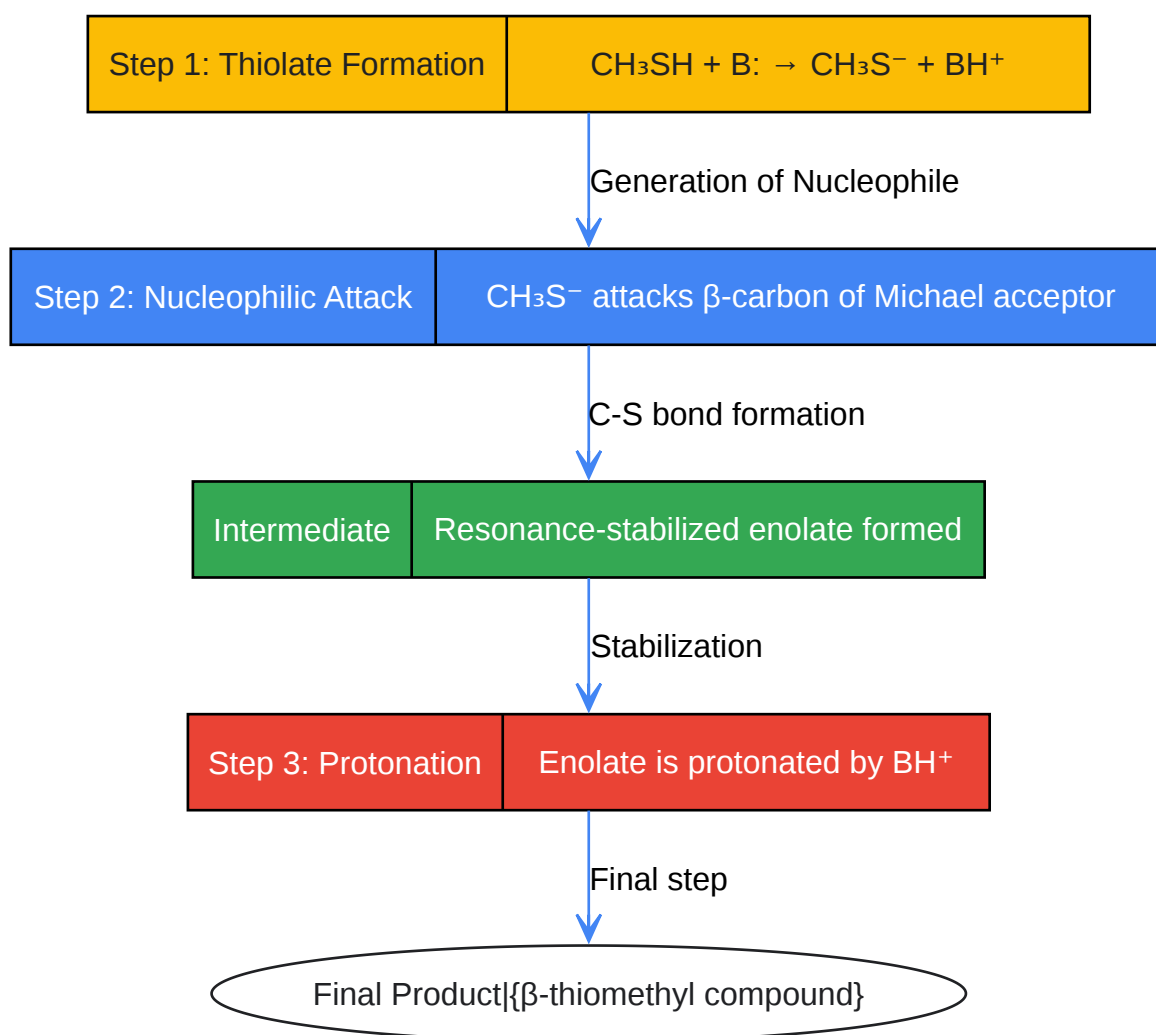 Step 1: Thiolate Formation
CH₃SH + B: → CH₃S⁻ + BH⁺
Generation of Nucleophile
Step 2: Nucleophilic Attack
CH₃S⁻ attacks β-carbon of Michael acceptor
C-S bond formation
Intermediate
Resonance-stabilized enolate formed
Stabilization
Step 3: Protonation
Enolate is protonated by BH⁺
Final step
Final Product|{β-thiomethyl compound}